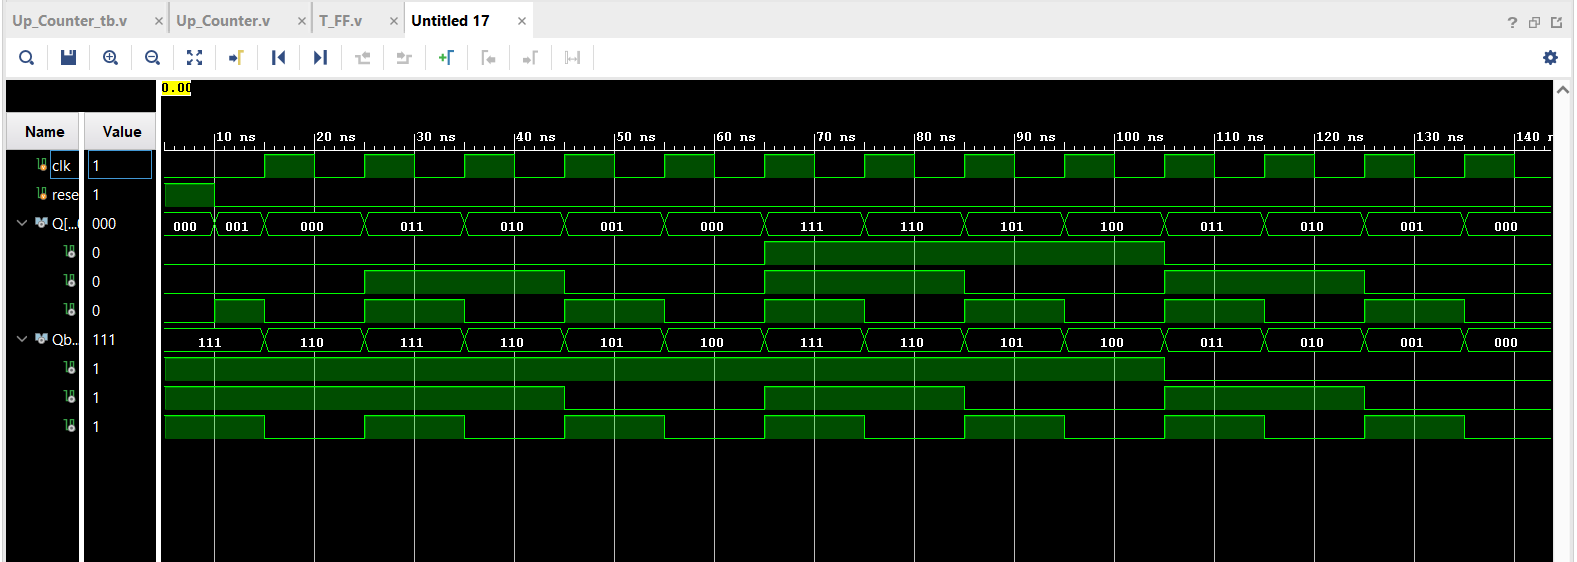 Up_Counter_tb.v × Up_Counter.v × T_FF.v × Untitled 17 ×
?
0.00
Name Value
10 ns 20 ns 30 ns 40 ns 50 ns 60 ns 70 ns 80 ns 90 ns 100 ns 110 ns 120 ns 130 ns 140 n
clk 1
rese 1
Q[...0 000 000 001 000 011 010 001 000 111 110 101 100 011 010 001 000
0
0
0
Qb... 111 111 110 111 110 101 100 111 110 101 100 011 010 001 000
1
1
1